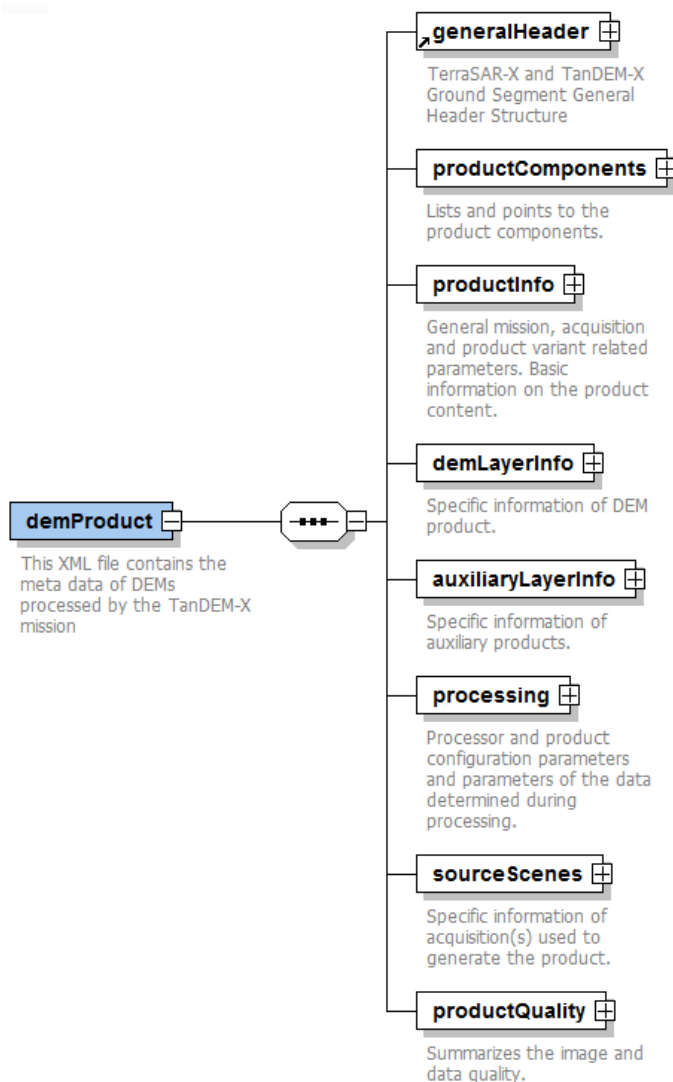 generalHeader
TerraSAR-X and TanDEM-X
Ground Segment General
Header Structure
productComponents
Lists and points to the
product components.
productInfo
General mission, acquisition
and product variant related
parameters. Basic
information on the product
content.
demLayerInfo
Specific information of DEM
product.
demProduct
This XML file contains the
meta data of DEMs
processed by the TanDEM-X
mission
auxiliaryLayerInfo
Specific information of
auxiliary products.
processing
Processor and product
configuration parameters
and parameters of the data
determined during
processing.
sourceScenes
Specific information of
acquisition(s) used to
generate the product.
productQuality
Summarizes the image and
data quality.